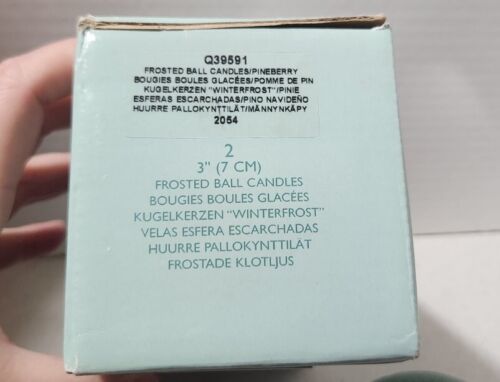 Q39591
FROSTED BALL CANDLES/PINEBERRY
BOUGIES BOULES GLACÉES/POMME DE PIN
KUGELKERZEN "WINTERFROST"/PINIE
ESFERAS ESCARCHADAS/PINO NAVIDEÑO
HUURRE PALLOKYNTTILÄT/MÄNNYNKÄPY
2054
2
3" (7 CM)
FROSTED BALL CANDLES
BOUGIES BOULES GLACÉES
KUGELKERZEN "WINTERFROST"
VELAS ESFERA ESCARCHADAS
HUURRE PALLOKYNTTILÄT
FROSTADE KLOTLJUS